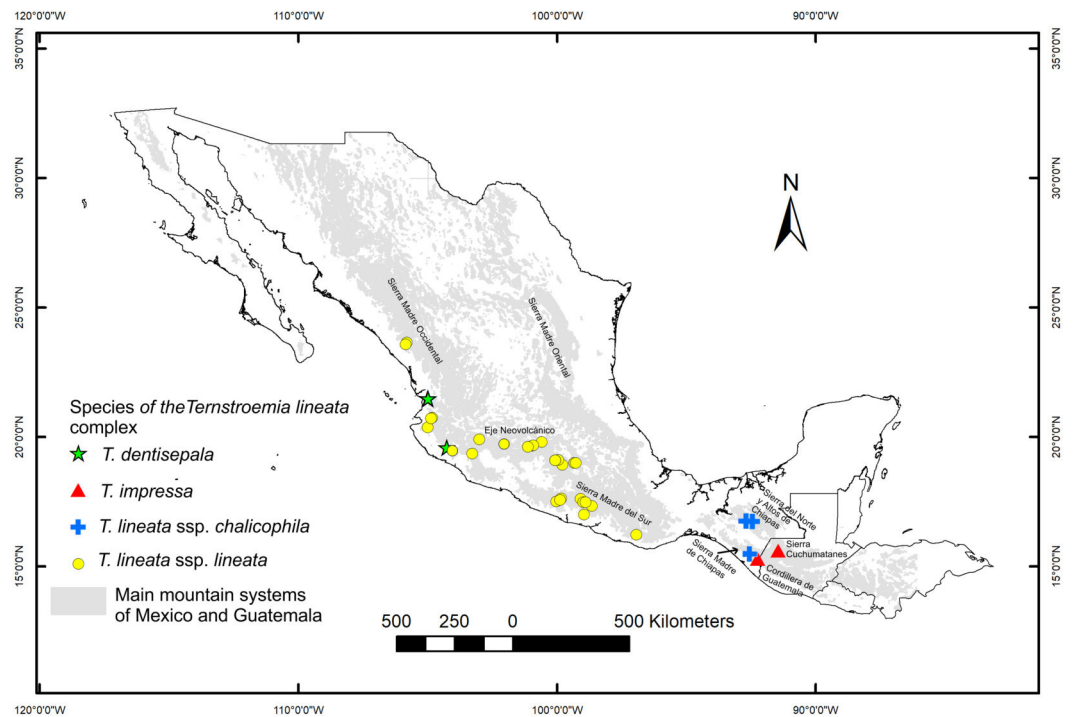 120°0'0"W 110°0'0"W 100°0'0"W 90°0'0"W
35°0'0"N
35°0'0"N
30°0'0"N
30°0'0"N
25°0'0"N
25°0'0"N
20°0'0"N
20°0'0"N
15°0'0"N
15°0'0"N
N
Sierra Madre Occidental
Sierra Madre Oriental
Eje Neovolcánico
Sierra Madre del Sur
Sierra del Norte
y Altos de
Chiapas
Sierra Madre
de Chiapas
Sierra
Cuchumatanes
Cordillera de
Guatemala
Species of theTernstroemia lineata
complex
T. dentisepala
T. impressa
T. lineata ssp. chalicophila
T. lineata ssp. lineata
Main mountain systems
of Mexico and Guatemala
500 250 0 500 Kilometers
120°0'0"W 110°0'0"W 100°0'0"W 90°0'0"W